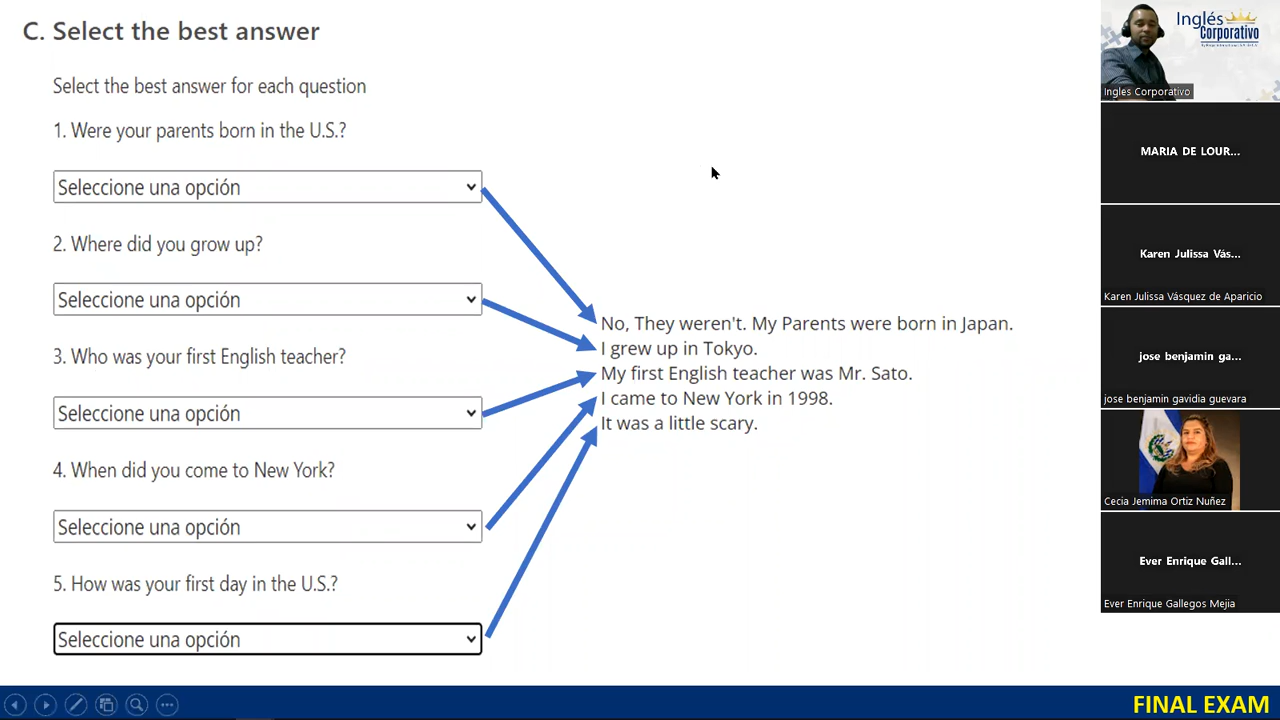 C. Select the best answer
Select the best answer for each question
1. Were your parents born in the U.S.?
Seleccione una opción
2. Where did you grow up?
Seleccione una opción
3. Who was your first English teacher?
Seleccione una opción
4. When did you come to New York?
Seleccione una opción
5. How was your first day in the U.S.?
Seleccione una opción
No, They weren't. My Parents were born in Japan.
I grew up in Tokyo.
My first English teacher was Mr. Sato.
I came to New York in 1998.
It was a little scary.
Inglés
Corporativo
Ingles Corporativo
MARIA DE LOUR...
Karen Julissa Vás...
Karen Julissa Vásquez de Aparicio
jose benjamin ga...
jose benjamin gavidia guevara
Cecia Jemima Ortiz Nuñez
Ever Enrique Gall...
Ever Enrique Gallegos Mejia
FINAL EXAM